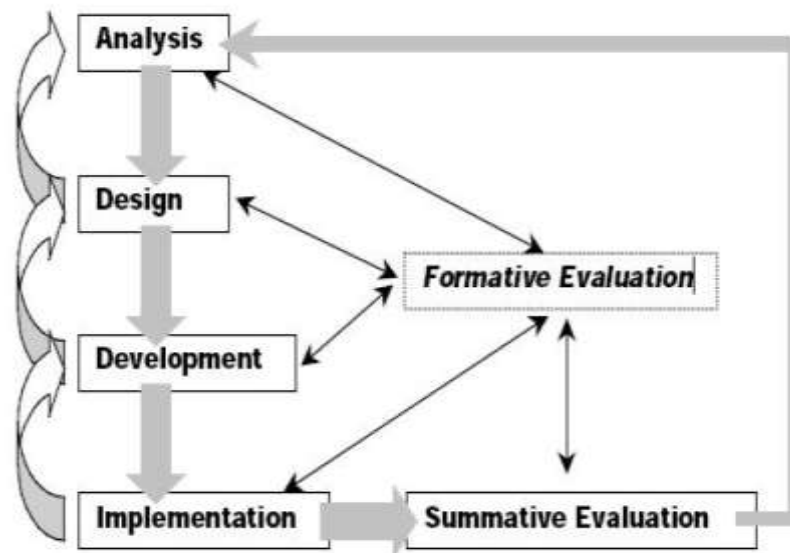 Analysis
Design
Formative Evaluation
Development
Implementation
Summative Evaluation